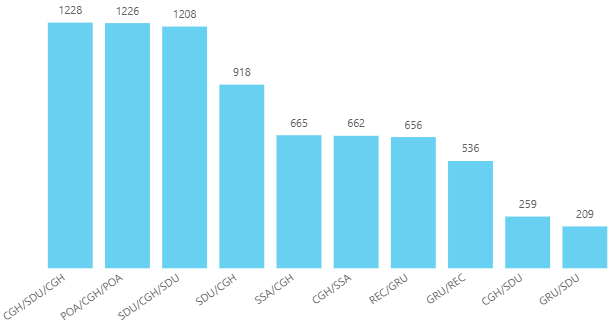 1228
1226
1208
918
665
662
656
536
259
209
CGH/SDU/CGH
POA/CGH/POA
SDU/CGH/SDU
SDU/CGH
SSA/CGH
CGH/SSA
REC/GRU
GRU/REC
CGH/SDU
GRU/SDU